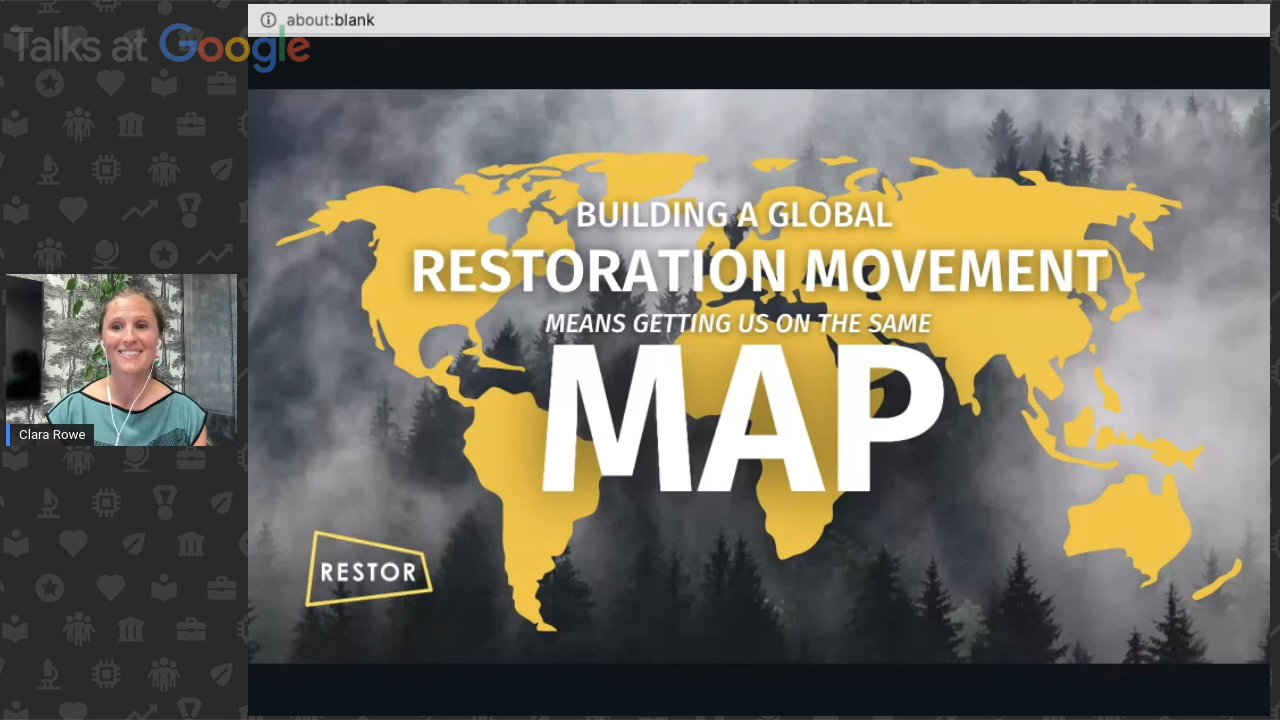 about:blank
Talks at Google
BUILDING A GLOBAL
RESTORATION MOVEMENT
MEANS GETTING US ON THE SAME
MAP
Clara Rowe
RESTOR